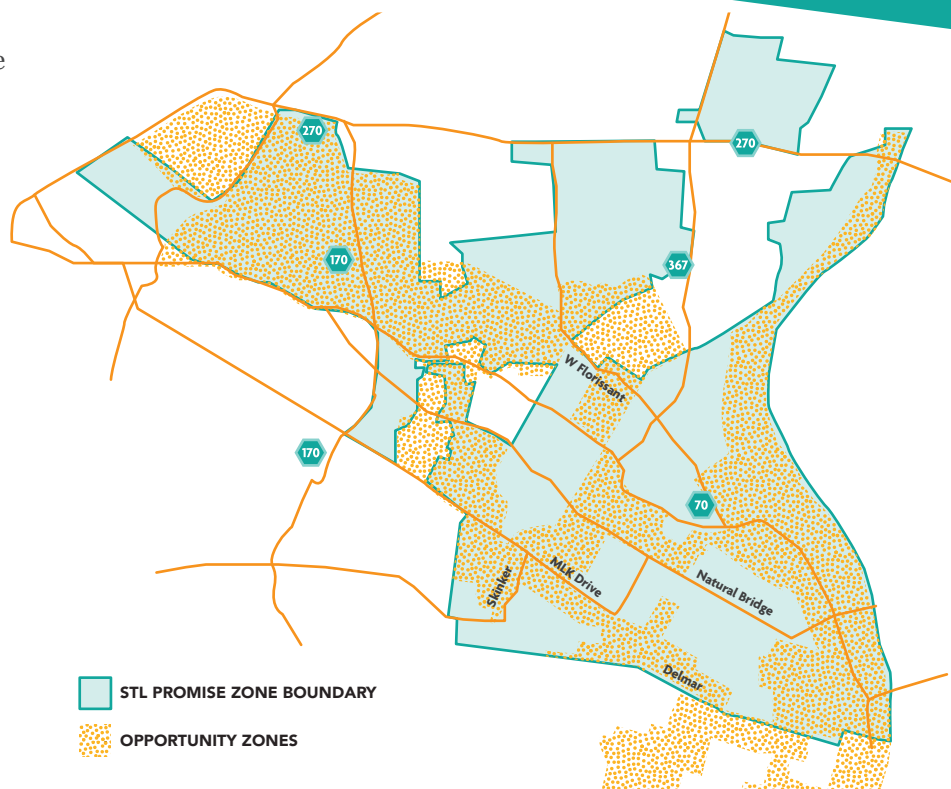 e
270
270
170
367
W Florissant
170
70
Skinker
MLK Drive
Natural Bridge
Delmar
STL PROMISE ZONE BOUNDARY
OPPORTUNITY ZONES